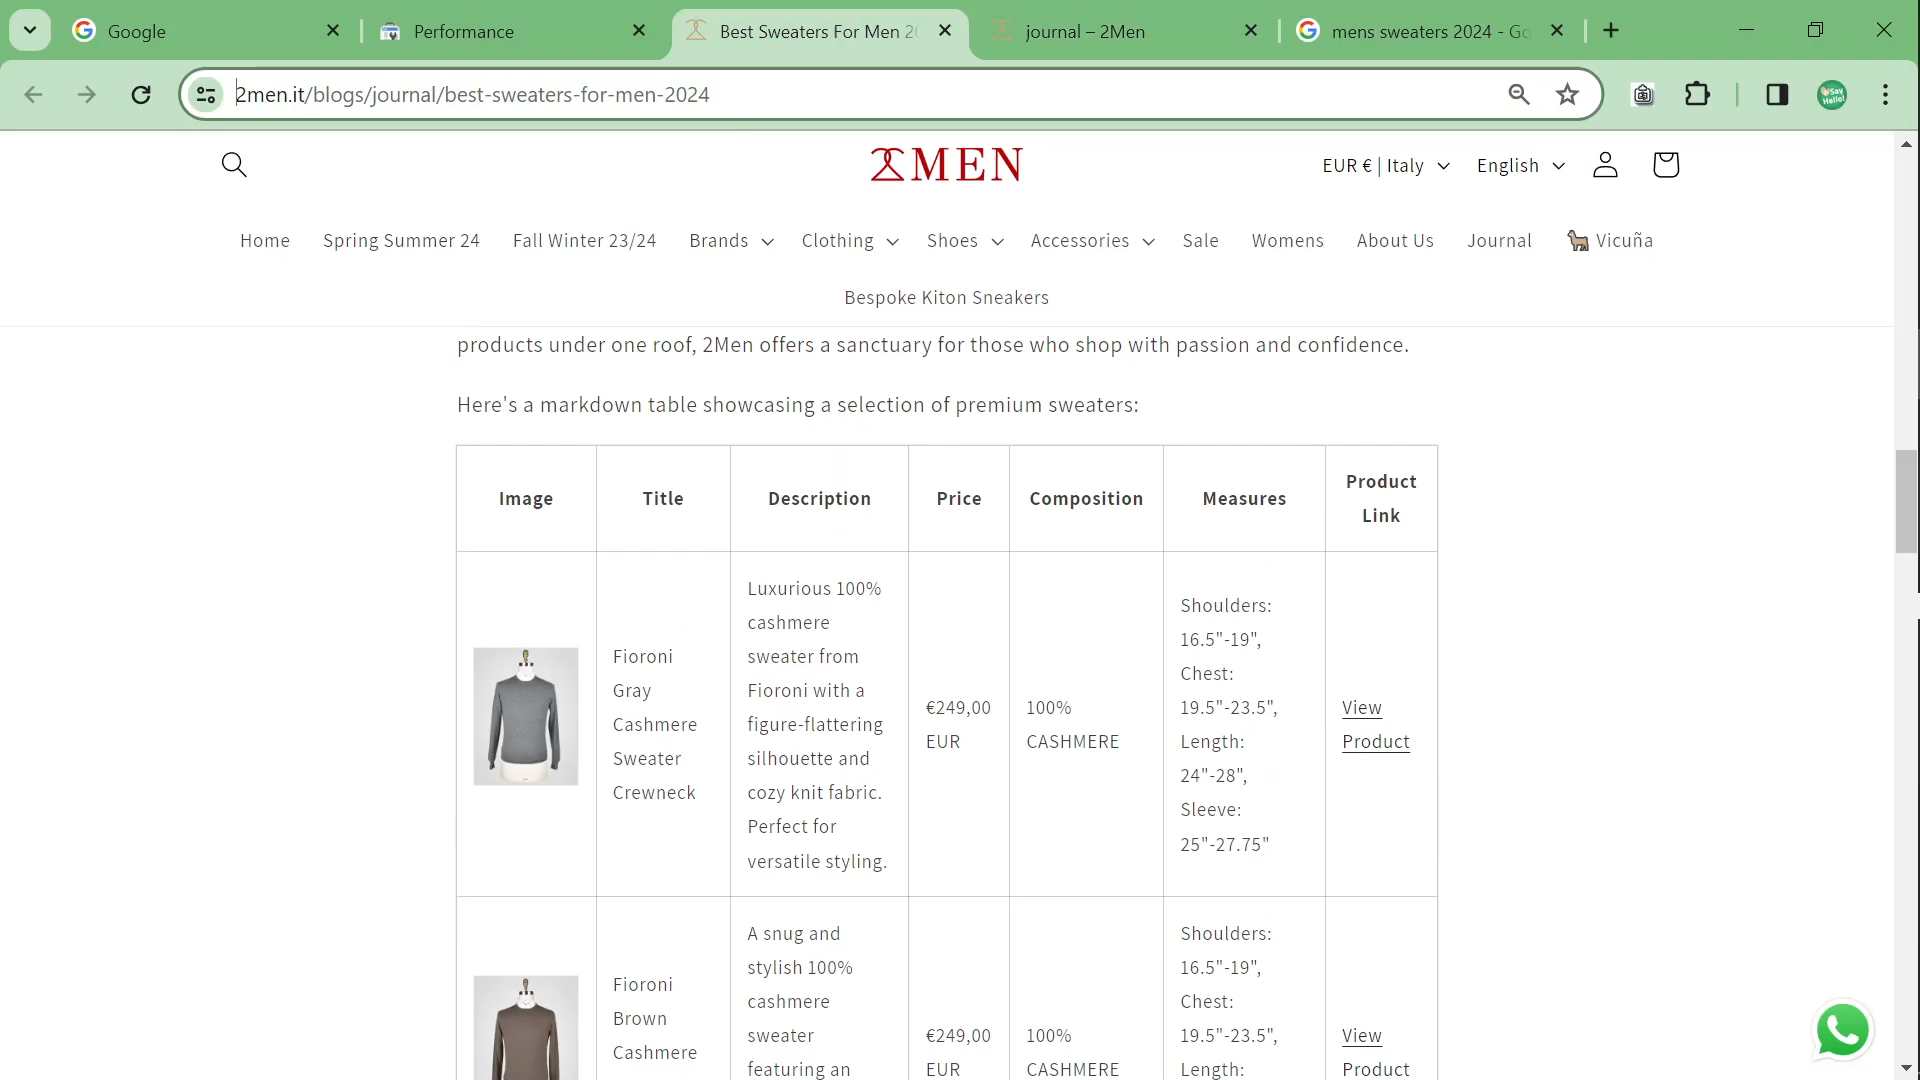 Google
Performance
Best Sweaters For Men 20
journal – 2Men
mens sweaters 2024 - Go
2men.it/blogs/journal/best-sweaters-for-men-2024
Say Hello!
2MEN
EUR € | Italy
English
Home
Spring Summer 24
Fall Winter 23/24
Brands
Clothing
Shoes
Accessories
Sale
Womens
About Us
Journal
Vicuña
Bespoke Kiton Sneakers
products under one roof, 2Men offers a sanctuary for those who shop with passion and confidence.
Here's a markdown table showcasing a selection of premium sweaters:
Image
Title
Description
Price
Composition
Measures
Product
Link
Fioroni
Gray
Cashmere
Sweater
Crewneck
Luxurious 100%
cashmere
sweater from
Fioroni with a
figure-flattering
silhouette and
cozy knit fabric.
Perfect for
versatile styling.
€249,00
EUR
100%
CASHMERE
Shoulders:
16.5"-19",
Chest:
19.5"-23.5",
Length:
24"-28",
Sleeve:
25"-27.75"
View
Product
Fioroni
Brown
Cashmere
A snug and
stylish 100%
cashmere
sweater
featuring an
€249,00
EUR
100%
CASHMERE
Shoulders:
16.5"-19",
Chest:
19.5"-23.5",
Length:
View
Product